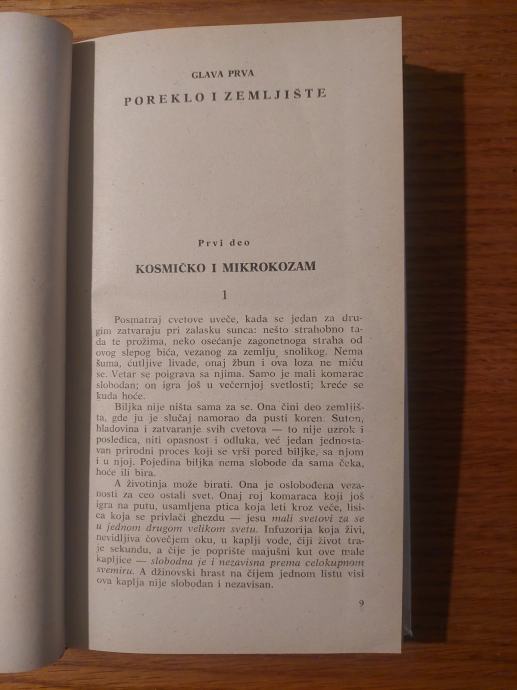 GLAVA PRVA
POREKLO I ZEMLJIŠTE
Prvi deo
KOSMIČKO I MIKROKOZAM
1
Posmatraj cvetove uveče, kada se jedan za dru-
gim zatvaraju pri zalasku sunca: nešto strahobno ta-
da te prožima, neko osećanje zagonetnoga straha od
ovog slepog bića, vezanog za zemlju, snolikog. Nema
šuma, ćutljive livade, onaj žbun i ova loza ne miču
se. Vetar se poigrava sa njima. Samo je mali komarac
slobodan; on igra još u večernjoj svetlosti; kreće se
kuda hoće.
Biljka nije ništa sama za se. Ona čini deo zemljiš-
ta, gde ju je slučaj namorao da pusti koren. Suton,
hladovina i zatvaranje svih cvetova — to nije uzrok i
posledica, niti opasnost i odluka, već jedan jednosta-
van prirodni proces koji se vrši pored biljke, sa njom
i u njoj. Pojedina biljka nema slobode da sama čeka,
hoće ili bira.
A životinja može birati. Ona je oslobođena veza-
nosti za ceo ostali svet. Onaj roj komaraca koji još
igra na putu, usamljena ptica koja leti kroz veče, lisi-
ca koja se privlači gnezdu — jesu mali svetovi za se
u jednom drugom velikom svetu. Infuzorija koja živi,
nevidljiva čovečjem oku, u kaplji vode, čiji život tra-
je sekundu, a čije je poprište majušni kut ove male
kapljice — slobodna je i nezavisna prema celokupnom
svemiru. A džinovski hrast na čijem jednom listu visi
ova kaplja nije slobodan i nezavisan.
9